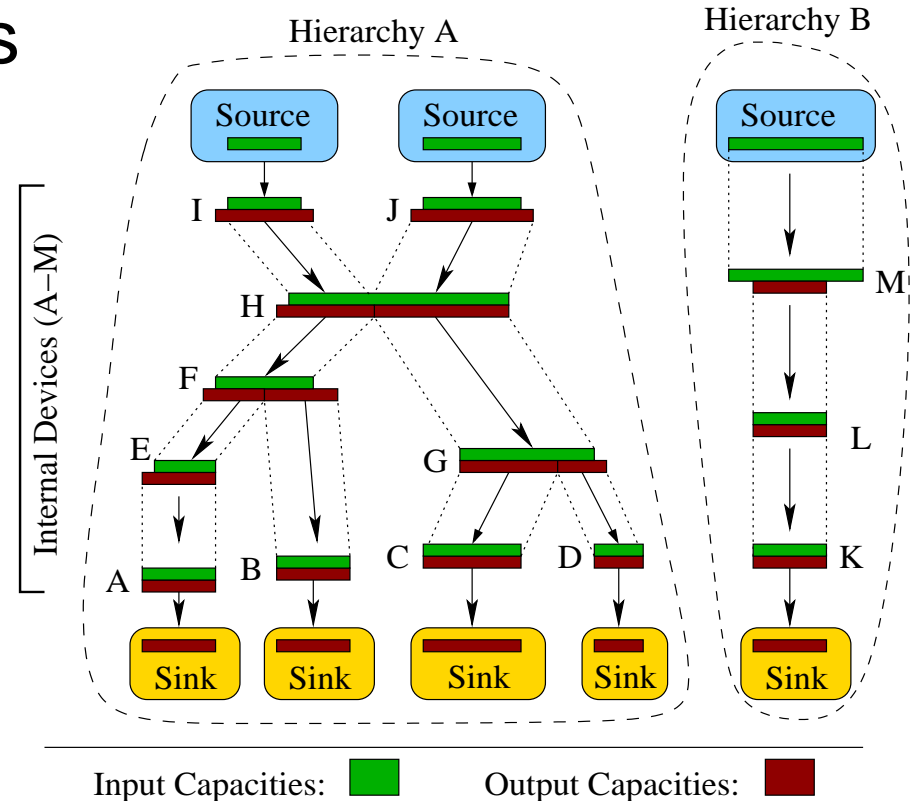 s
Hierarchy A
Hierarchy B
Source
Source
Source
Internal Devices (A–M)
I
J
H
M
F
E
G
L
A
B
C
D
K
Sink
Sink
Sink
Sink
Sink
Input Capacities:
Output Capacities: